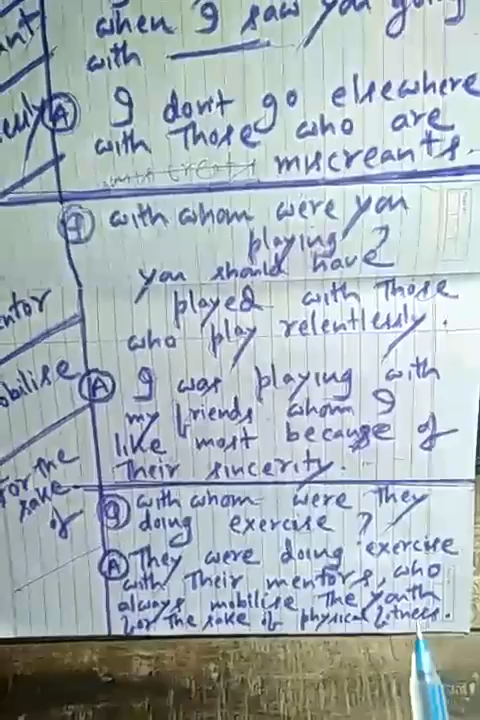 when I saw you going
with
A I don't go elsewhere
with Those who are
miscreants.
Q with whom were you
playing?
you should have
played with Those
who play relentlessly.
A I was playing with
my friends whom I
like most because of
Their sincerity.
Q with whom were They
doing exercise ?
A They were doing exercise
with Their mentors, who
always mobilise The youth
for The sake of physical fitness.
entor
obilise
For the
sake
of